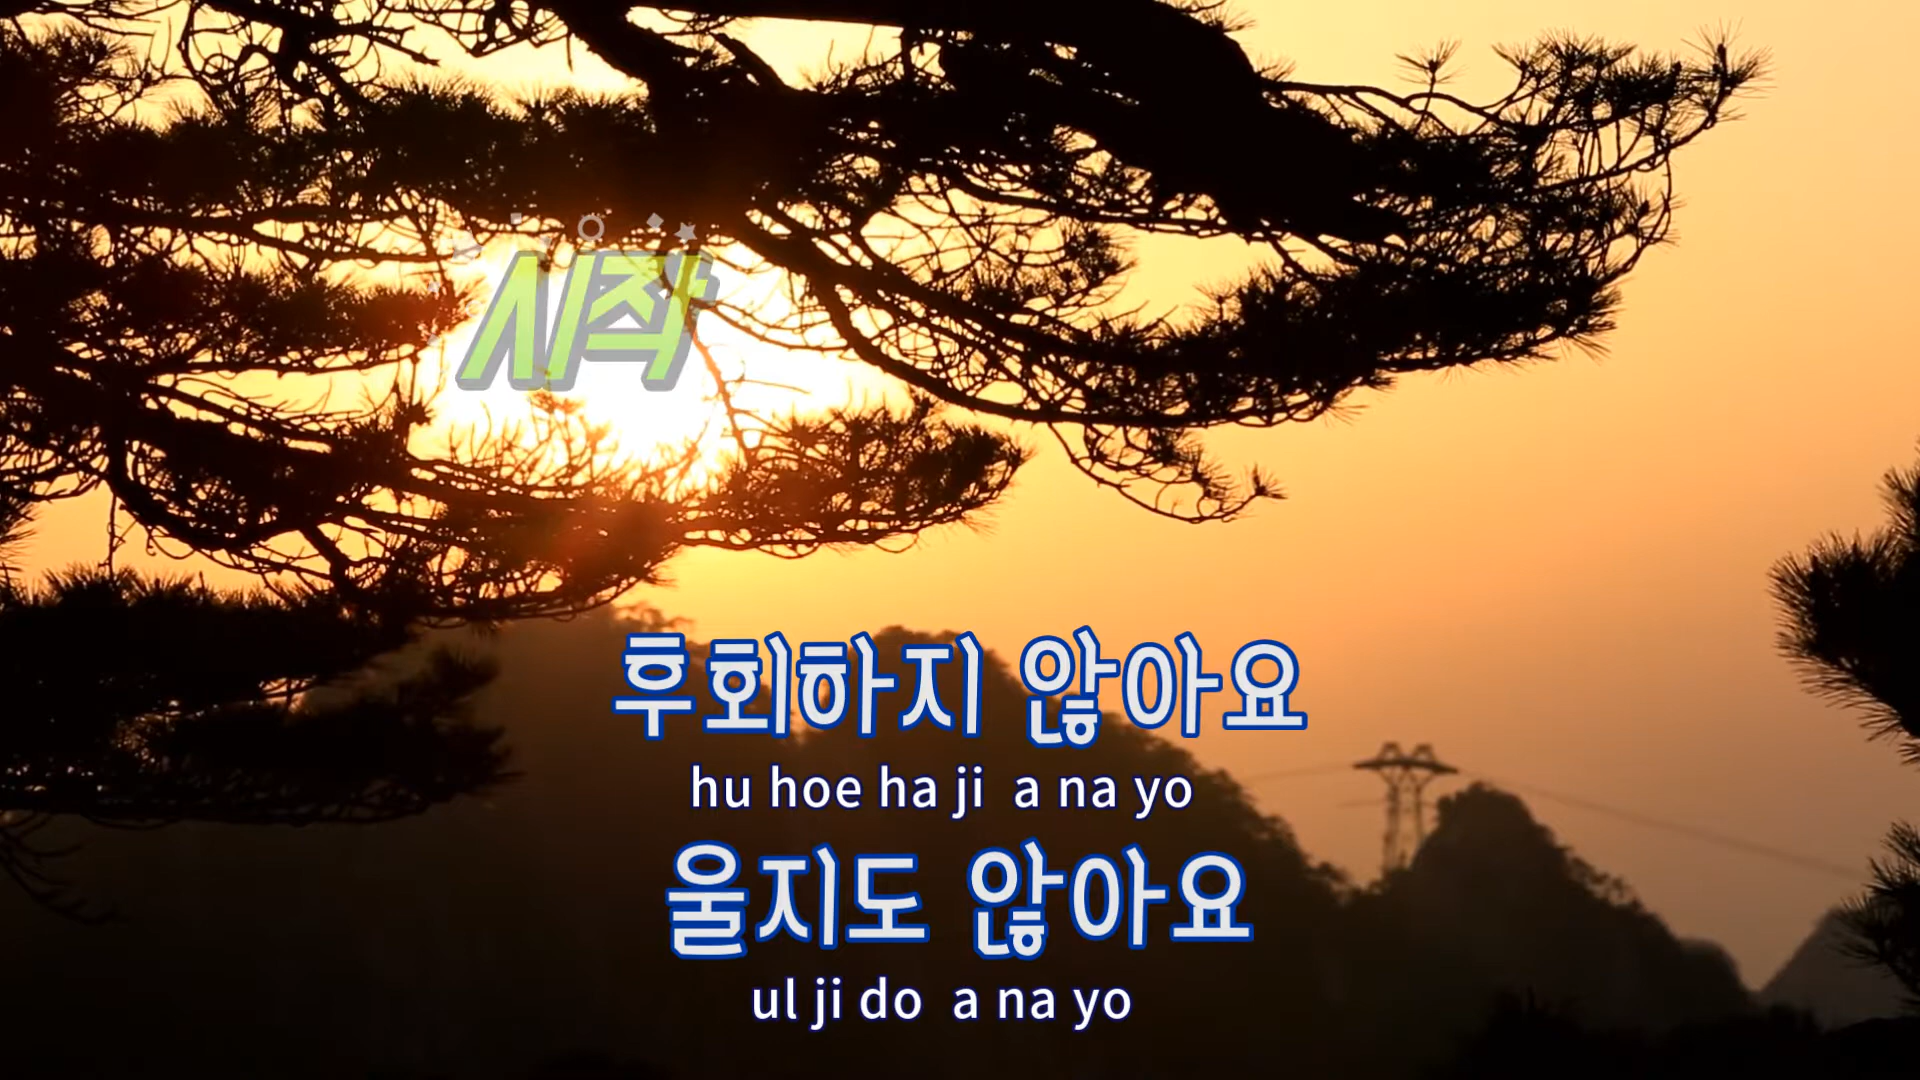 시작
후회하지 않아요
hu hoe ha ji a na yo
울지도 않아요
ul ji do a na yo